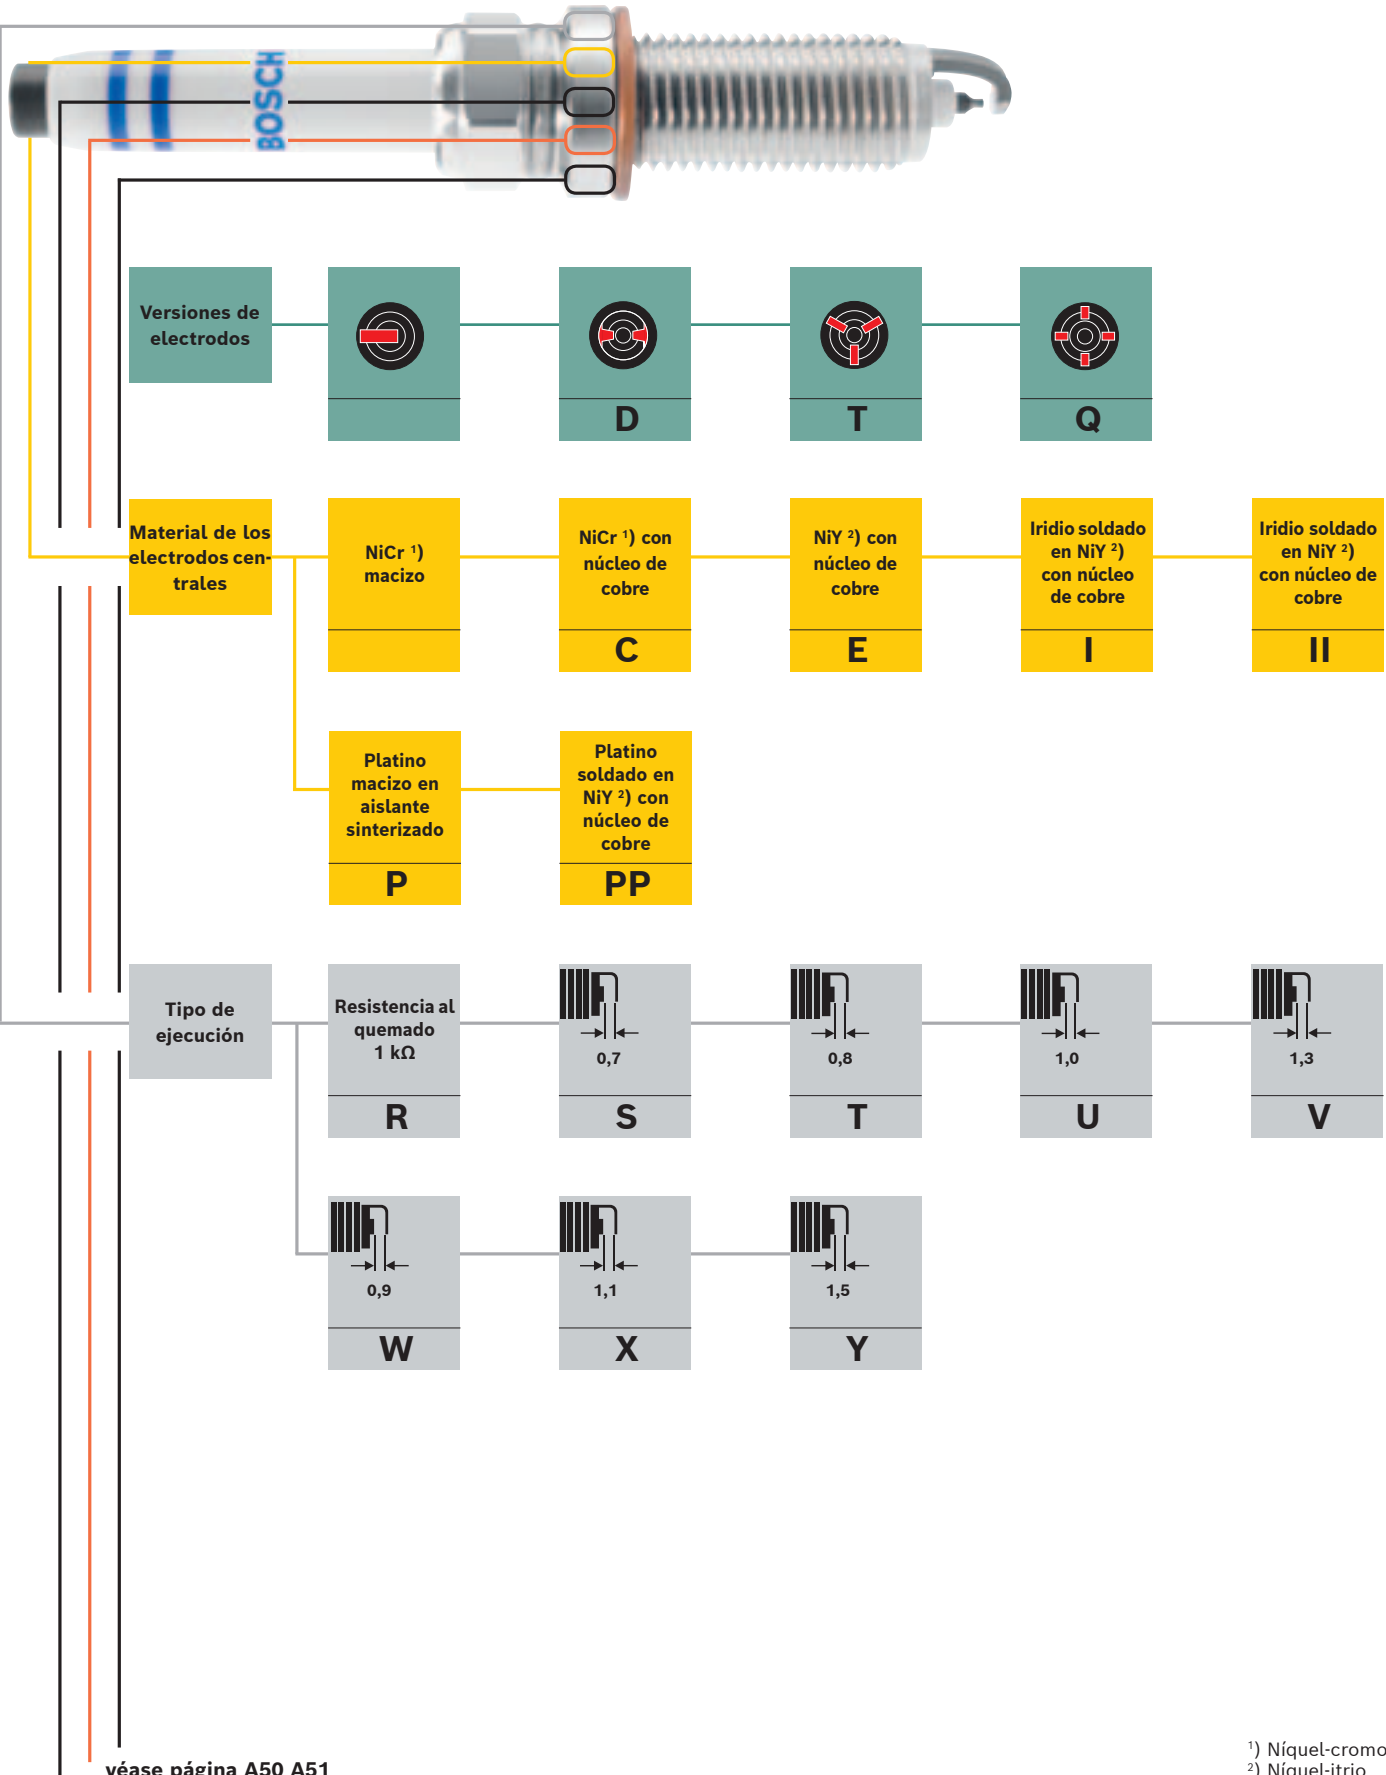 BOSCH
Versiones de
electrodos
D
T
Q
Material de los
electrodos cen-
trales
NiCr ¹)
macizo
NiCr ¹) con
núcleo de
cobre
C
NiY ²) con
núcleo de
cobre
E
Iridio soldado
en NiY ²)
con núcleo
de cobre
I
Iridio soldado
en NiY ²)
con núcleo de
cobre
II
Platino
macizo en
aislante
sinterizado
P
Platino
soldado en
NiY ²) con
núcleo de
cobre
PP
Tipo de
ejecución
Resistencia al
quemado
1 kΩ
R
0,7
S
0,8
T
1,0
U
1,3
V
0,9
W
1,1
X
1,5
Y
véase página A50 A51
¹) Níquel-cromo
²) Níquel-itrio